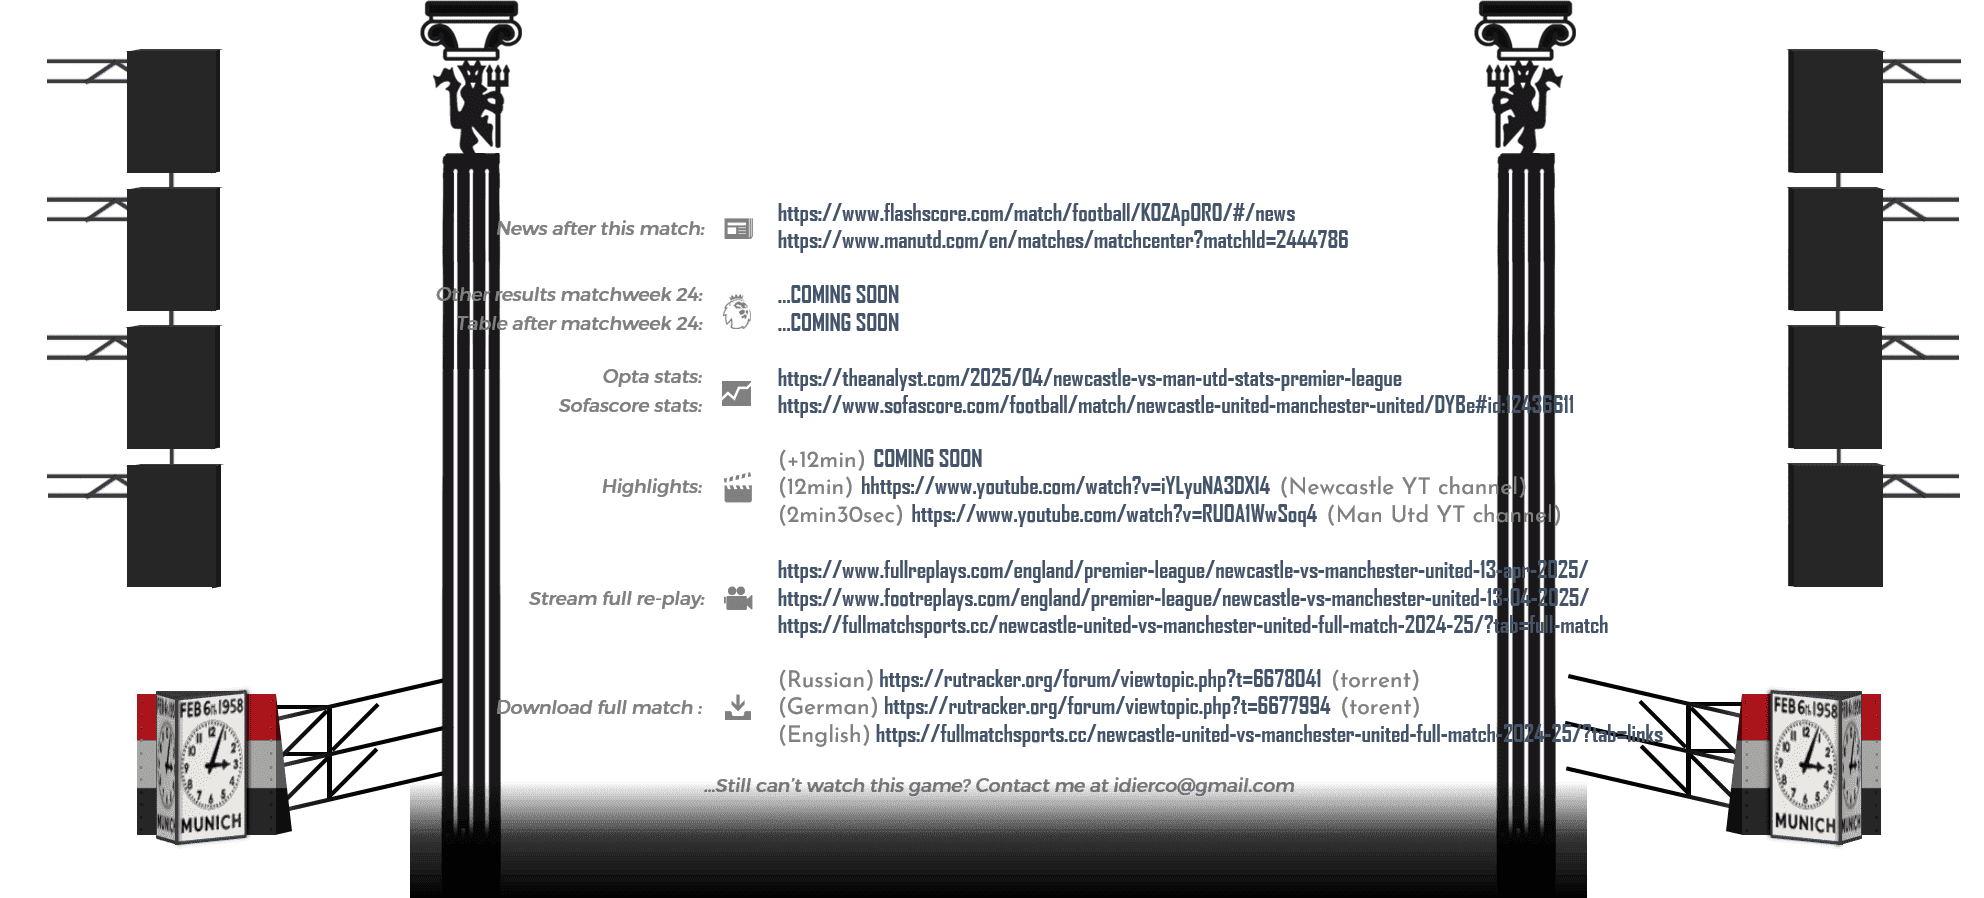 News after this match:
https://www.flashscore.com/match/football/KOZApORO/#/news
https://www.manutd.com/en/matches/matchcenter?matchId=2444786
Other results matchweek 24:
...COMING SOON
Table after matchweek 24:
...COMING SOON
Opta stats:
https://theanalyst.com/2025/04/newcastle-vs-man-utd-stats-premier-league
Sofascore stats:
https://www.sofascore.com/football/match/newcastle-united-manchester-united/DYBe#id:12436611
Highlights:
(+12min) COMING SOON
(12min) hhttps://www.youtube.com/watch?v=iYLyuNA3DXI4 (Newcastle YT channel)
(2min30sec) https://www.youtube.com/watch?v=RUOA1WwSoq4 (Man Utd YT channel)
Stream full re-play:
https://www.fullreplays.com/england/premier-league/newcastle-vs-manchester-united-13-apr-2025/
https://www.footreplays.com/england/premier-league/newcastle-vs-manchester-united-13-04-2025/
https://fullmatchsports.cc/newcastle-united-vs-manchester-united-full-match-2024-25/?tab=full-match
Download full match :
(Russian) https://rutracker.org/forum/viewtopic.php?t=6678041 (torrent)
(German) https://rutracker.org/forum/viewtopic.php?t=6677994 (torent)
(English) https://fullmatchsports.cc/newcastle-united-vs-manchester-united-full-match-2024-25/?tab=links
...Still can't watch this game? Contact me at idierco@gmail.com
FEB 6th 1958
MUNICH
FEB 6th 1958
MUNICH